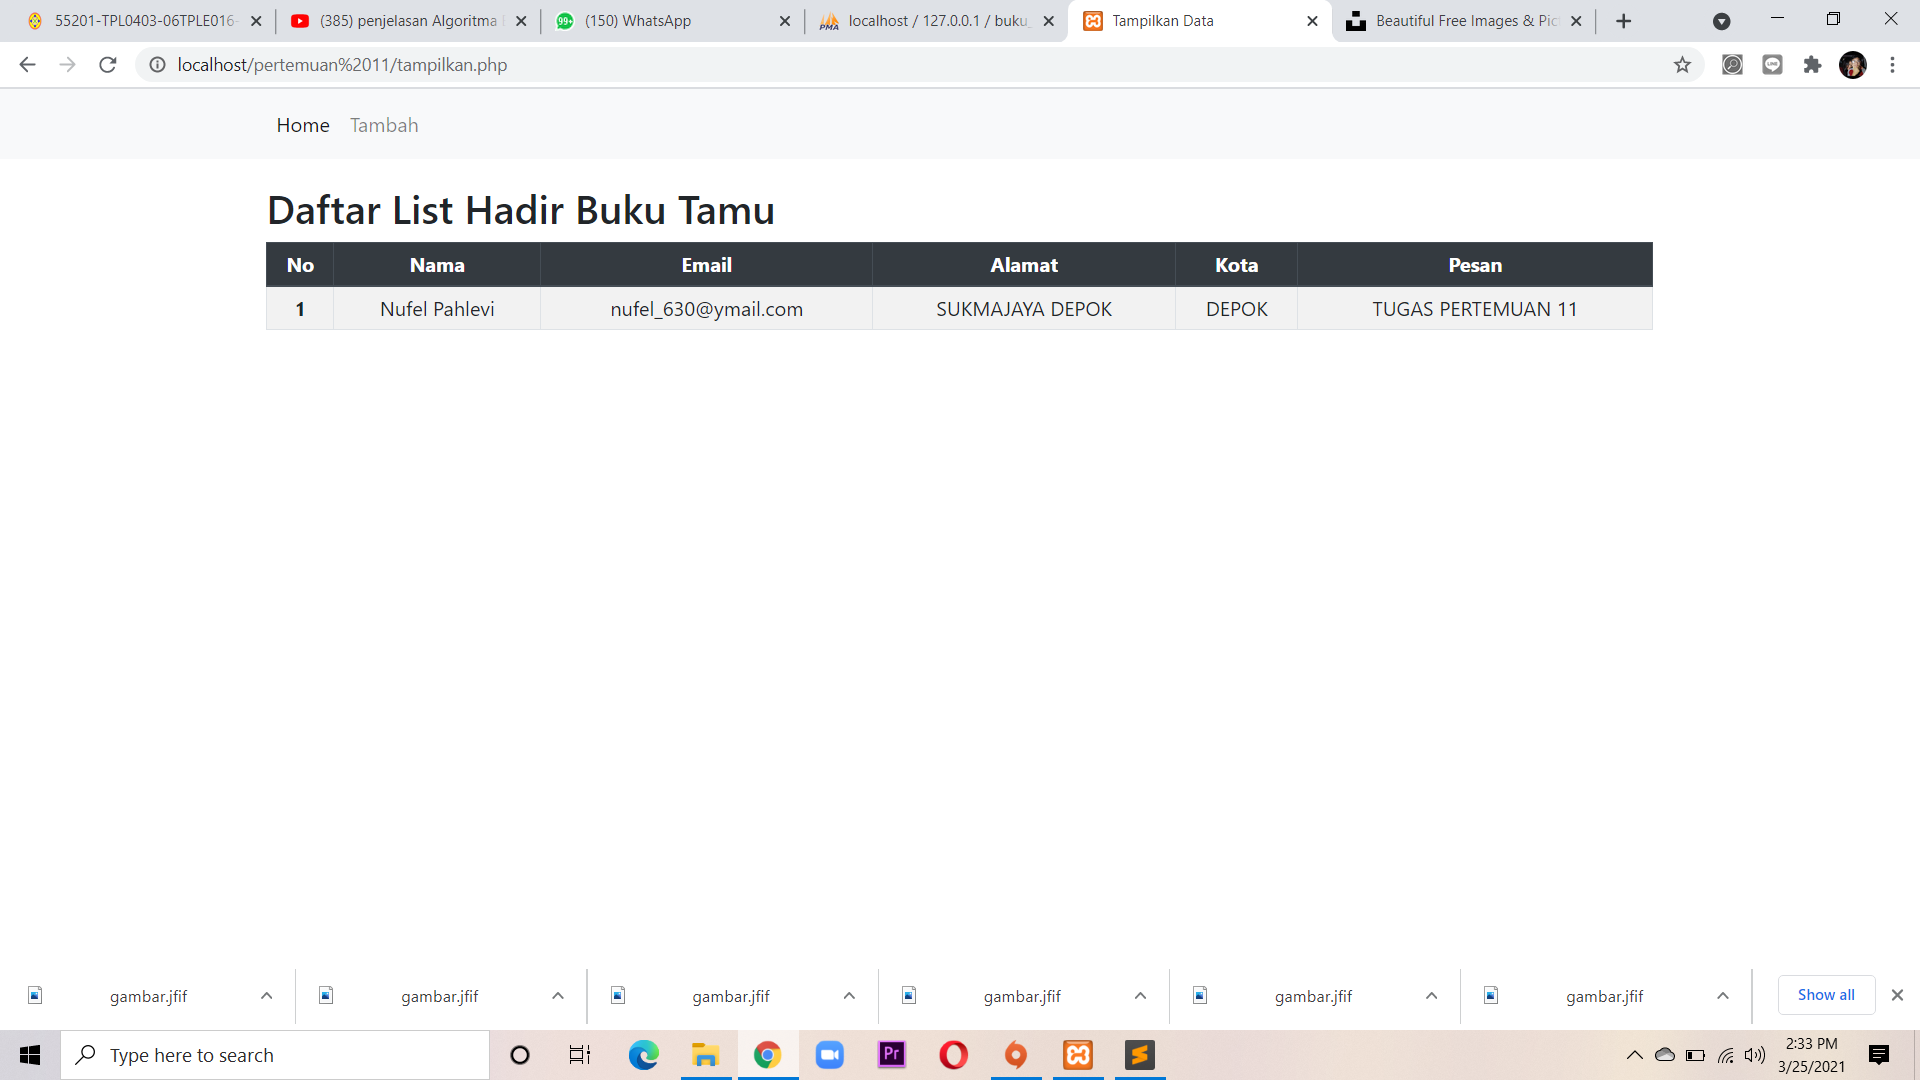 55201-TPL0403-06TPLE016-
(385) penjelasan Algoritma
(150) WhatsApp
localhost / 127.0.0.1 / buku_
Tampilkan Data
Beautiful Free Images & Pic
localhost/pertemuan%2011/tampilkan.php
Home Tambah
Daftar List Hadir Buku Tamu
No Nama Email Alamat Kota Pesan
1 Nufel Pahlevi nufel_630@ymail.com SUKMAJAYA DEPOK DEPOK TUGAS PERTEMUAN 11
gambar.jfif gambar.jfif gambar.jfif gambar.jfif gambar.jfif gambar.jfif Show all
Type here to search
Pr
2:33 PM
3/25/2021